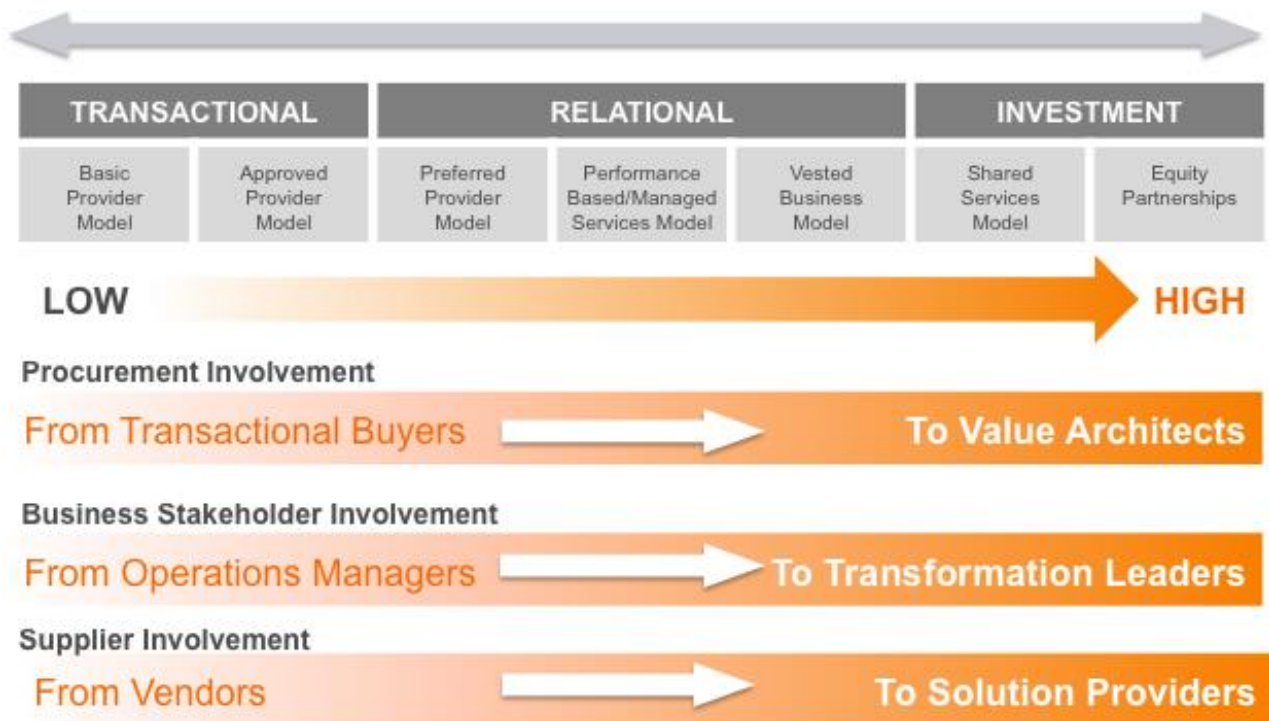 TRANSACTIONAL
RELATIONAL
INVESTMENT
Basic
Provider
Model
Approved
Provider
Model
Preferred
Provider
Model
Performance
Based/Managed
Services Model
Vested
Business
Model
Shared
Services
Model
Equity
Partnerships
LOW
HIGH
Procurement Involvement
From Transactional Buyers
To Value Architects
Business Stakeholder Involvement
From Operations Managers
To Transformation Leaders
Supplier Involvement
From Vendors
To Solution Providers